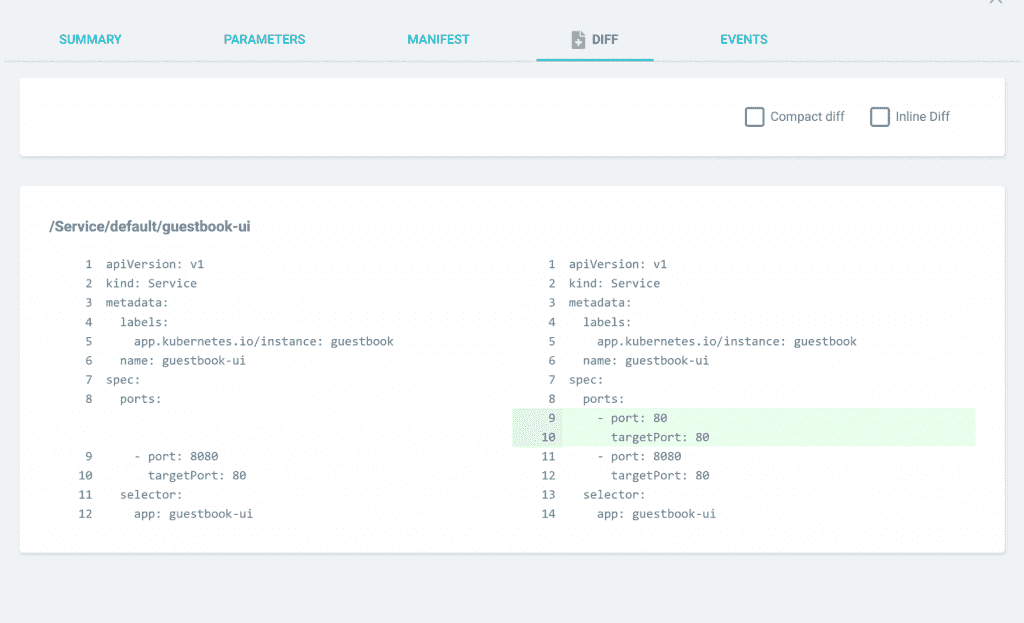 SUMMARY PARAMETERS MANIFEST DIFF EVENTS
Compact diff Inline Diff
/Service/default/guestbook-ui
1 apiVersion: v1
2 kind: Service
3 metadata:
4   labels:
5     app.kubernetes.io/instance: guestbook
6   name: guestbook-ui
7 spec:
8   ports:
9     - port: 8080
10       targetPort: 80
11   selector:
12     app: guestbook-ui
1 apiVersion: v1
2 kind: Service
3 metadata:
4   labels:
5     app.kubernetes.io/instance: guestbook
6   name: guestbook-ui
7 spec:
8   ports:
9     - port: 80
10       targetPort: 80
11     - port: 8080
12       targetPort: 80
13   selector:
14     app: guestbook-ui